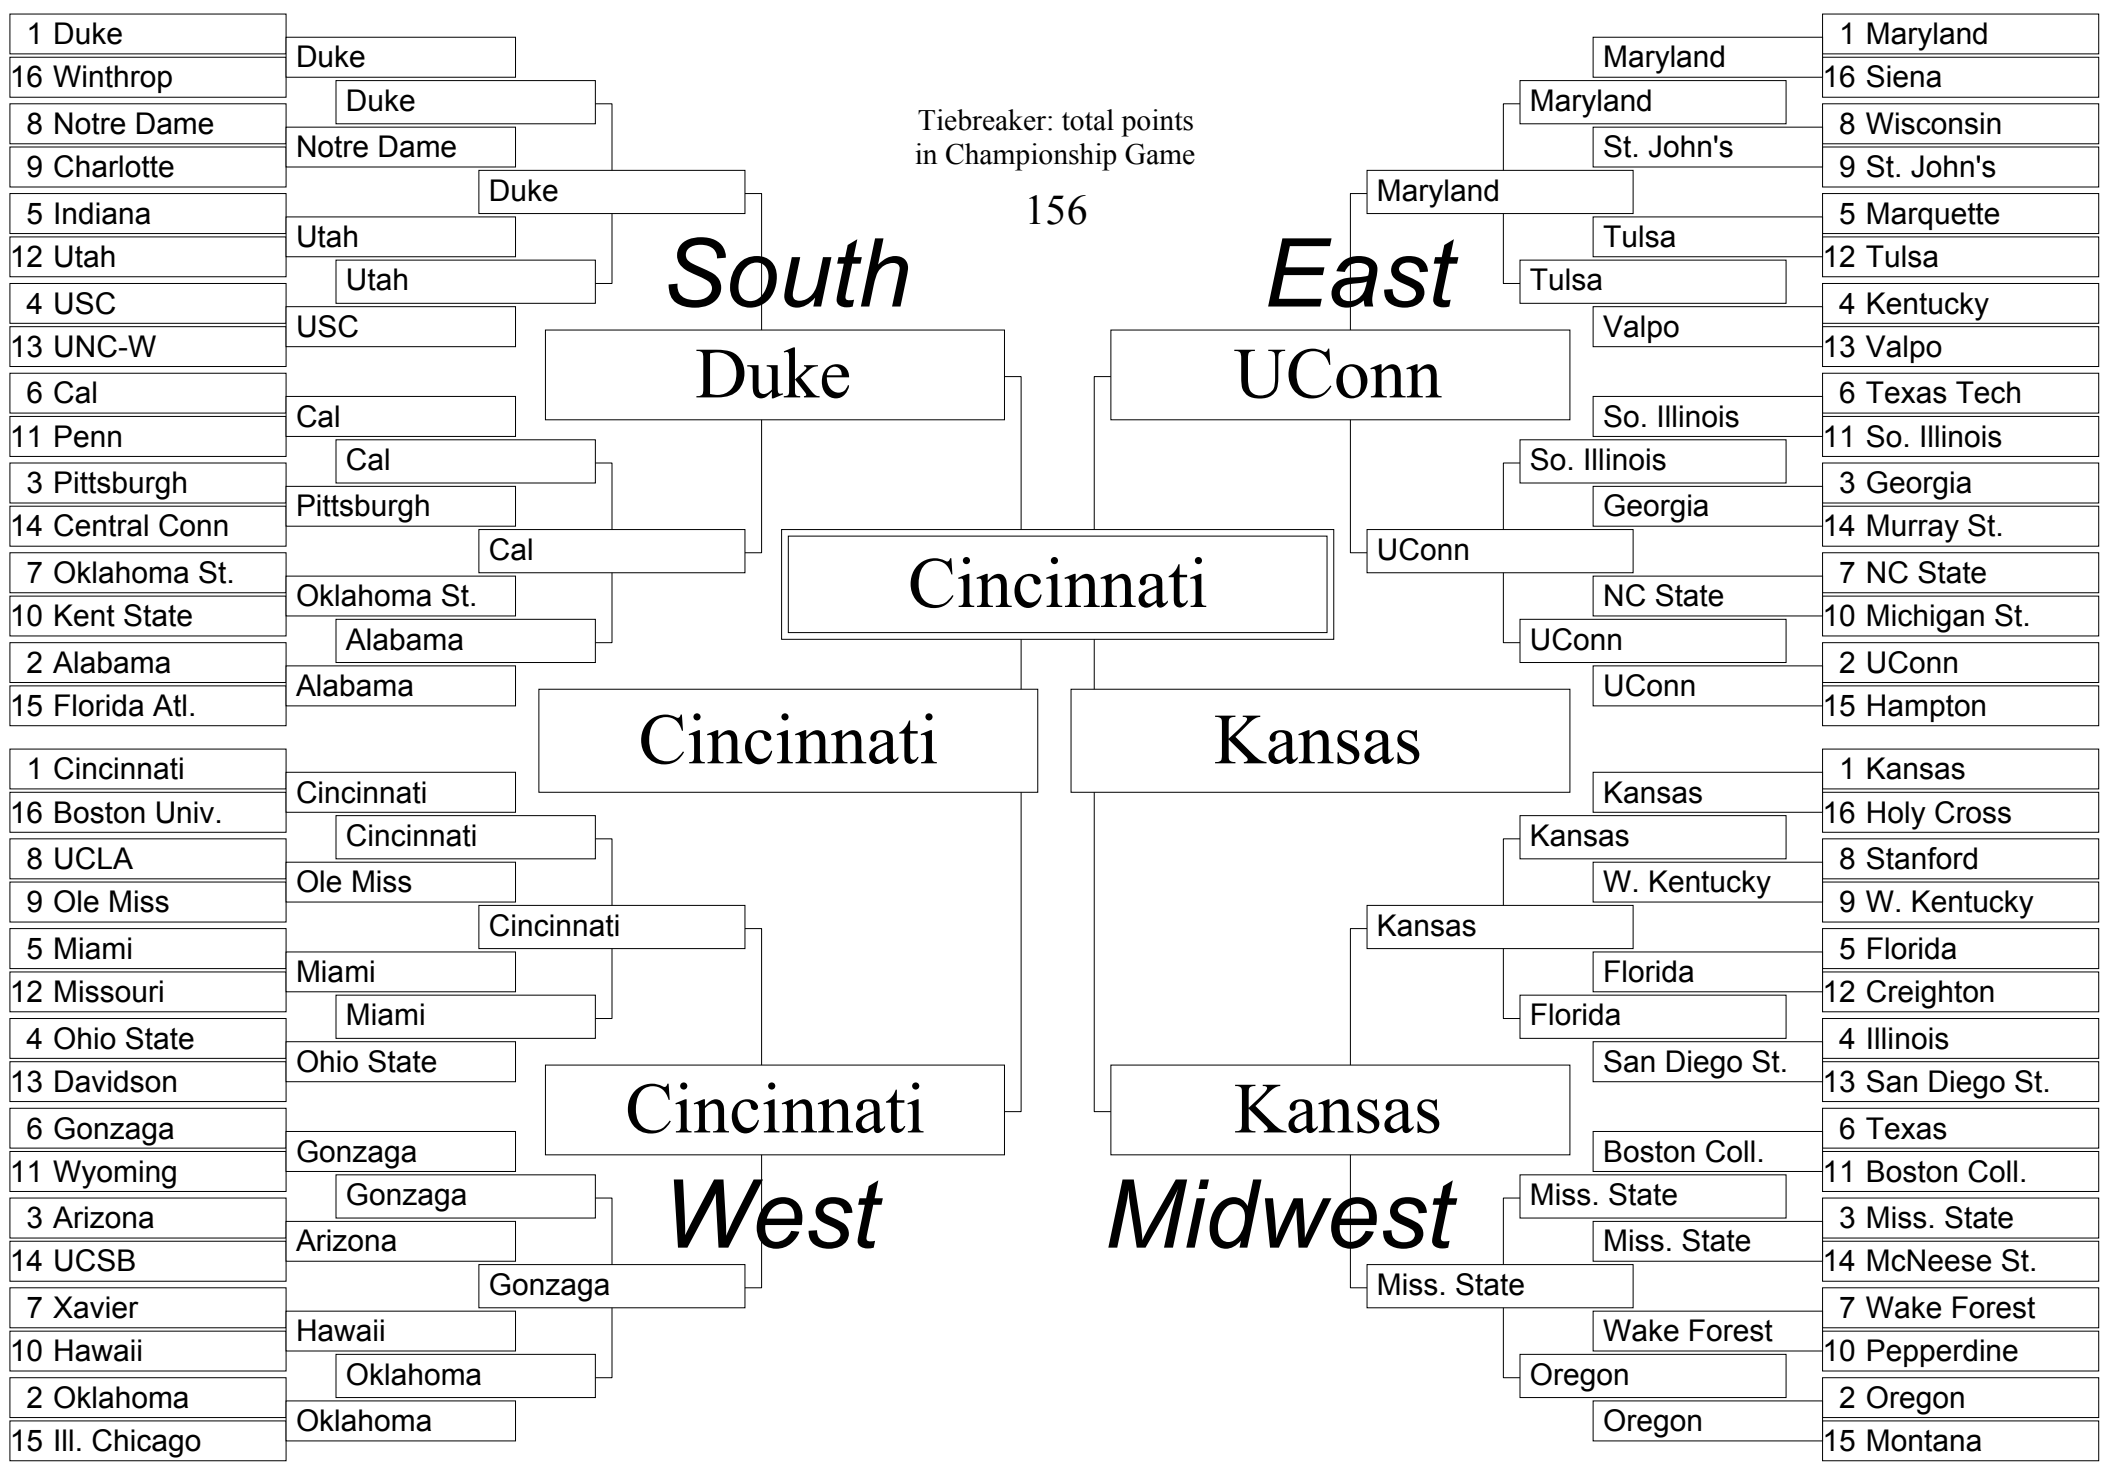 1 Duke
16 Winthrop
8 Notre Dame
9 Charlotte
5 Indiana
12 Utah
4 USC
13 UNC-W
6 Cal
11 Penn
3 Pittsburgh
14 Central Conn
7 Oklahoma St.
10 Kent State
2 Alabama
15 Florida Atl.
Duke
Notre Dame
Utah
USC
Cal
Pittsburgh
Oklahoma St.
Alabama
Duke
Utah
Cal
Alabama
Duke
Cal
South
Duke
1 Cincinnati
16 Boston Univ.
8 UCLA
9 Ole Miss
5 Miami
12 Missouri
4 Ohio State
13 Davidson
6 Gonzaga
11 Wyoming
3 Arizona
14 UCSB
7 Xavier
10 Hawaii
2 Oklahoma
15 Ill. Chicago
Cincinnati
Ole Miss
Miami
Ohio State
Gonzaga
Arizona
Hawaii
Oklahoma
Cincinnati
Miami
Gonzaga
Oklahoma
Cincinnati
Gonzaga
Cincinnati
West
Tiebreaker: total points
in Championship Game
156
Cincinnati
Cincinnati
Kansas
East
UConn
Maryland
UConn
Maryland
Tulsa
So. Illinois
UConn
Maryland
St. John's
Tulsa
Valpo
So. Illinois
Georgia
NC State
UConn
1 Maryland
16 Siena
8 Wisconsin
9 St. John's
5 Marquette
12 Tulsa
4 Kentucky
13 Valpo
6 Texas Tech
11 So. Illinois
3 Georgia
14 Murray St.
7 NC State
10 Michigan St.
2 UConn
15 Hampton
Kansas
Midwest
Kansas
Miss. State
Kansas
Florida
Miss. State
Oregon
Kansas
W. Kentucky
Florida
San Diego St.
Boston Coll.
Miss. State
Wake Forest
Oregon
1 Kansas
16 Holy Cross
8 Stanford
9 W. Kentucky
5 Florida
12 Creighton
4 Illinois
13 San Diego St.
6 Texas
11 Boston Coll.
3 Miss. State
14 McNeese St.
7 Wake Forest
10 Pepperdine
2 Oregon
15 Montana